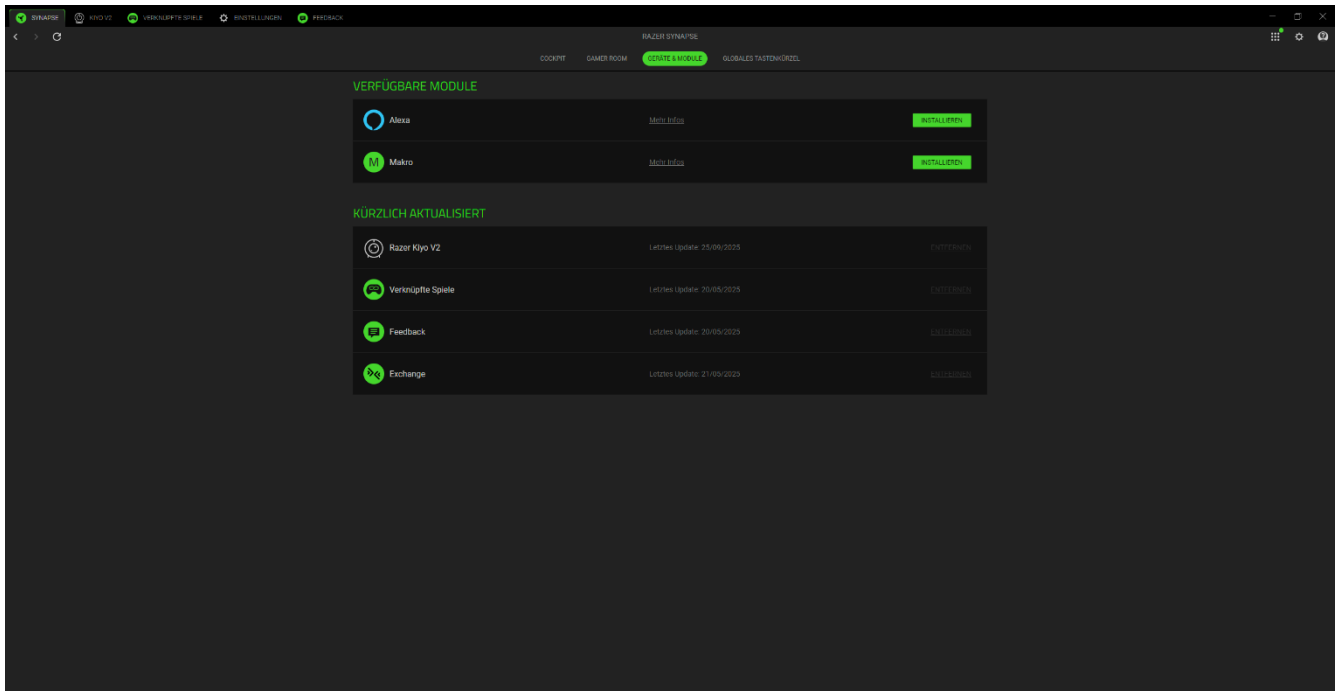 SYNAPSE KIYO V2 VERKNÜPFTE SPIELE EINSTELLUNGEN FEEDBACK
RAZER SYNAPSE
COCKPIT GAMER ROOM GERÄTE & MODULE GLOBALES TASTENKÜRZEL
VERFÜGBARE MODULE
Alexa Mehr Infos INSTALLIEREN
M Makro Mehr Infos INSTALLIEREN
KÜRZLICH AKTUALISIERT
Razer Kiyo V2 Letztes Update: 25/09/2025 ENTFERNEN
Verknüpfte Spiele Letztes Update: 20/05/2025 ENTFERNEN
Feedback Letztes Update: 20/05/2025 ENTFERNEN
Exchange Letztes Update: 21/05/2025 ENTFERNEN